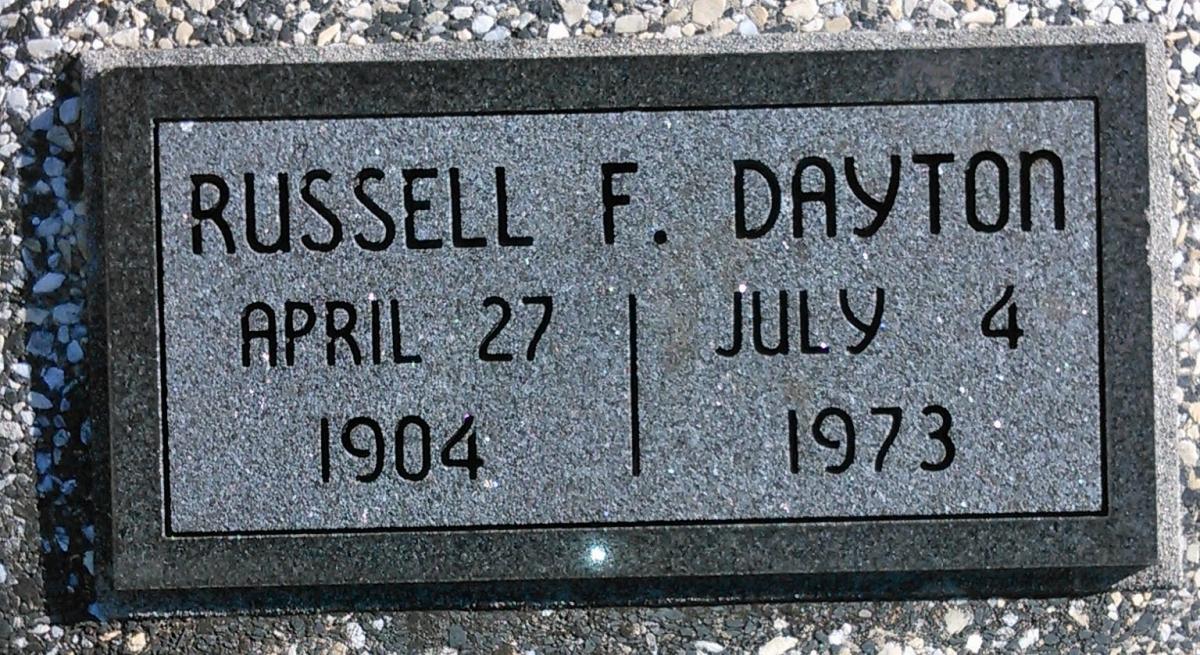 RUSSELL F. DAYTON
APRIL 27 | JULY 4
1904 | 1973